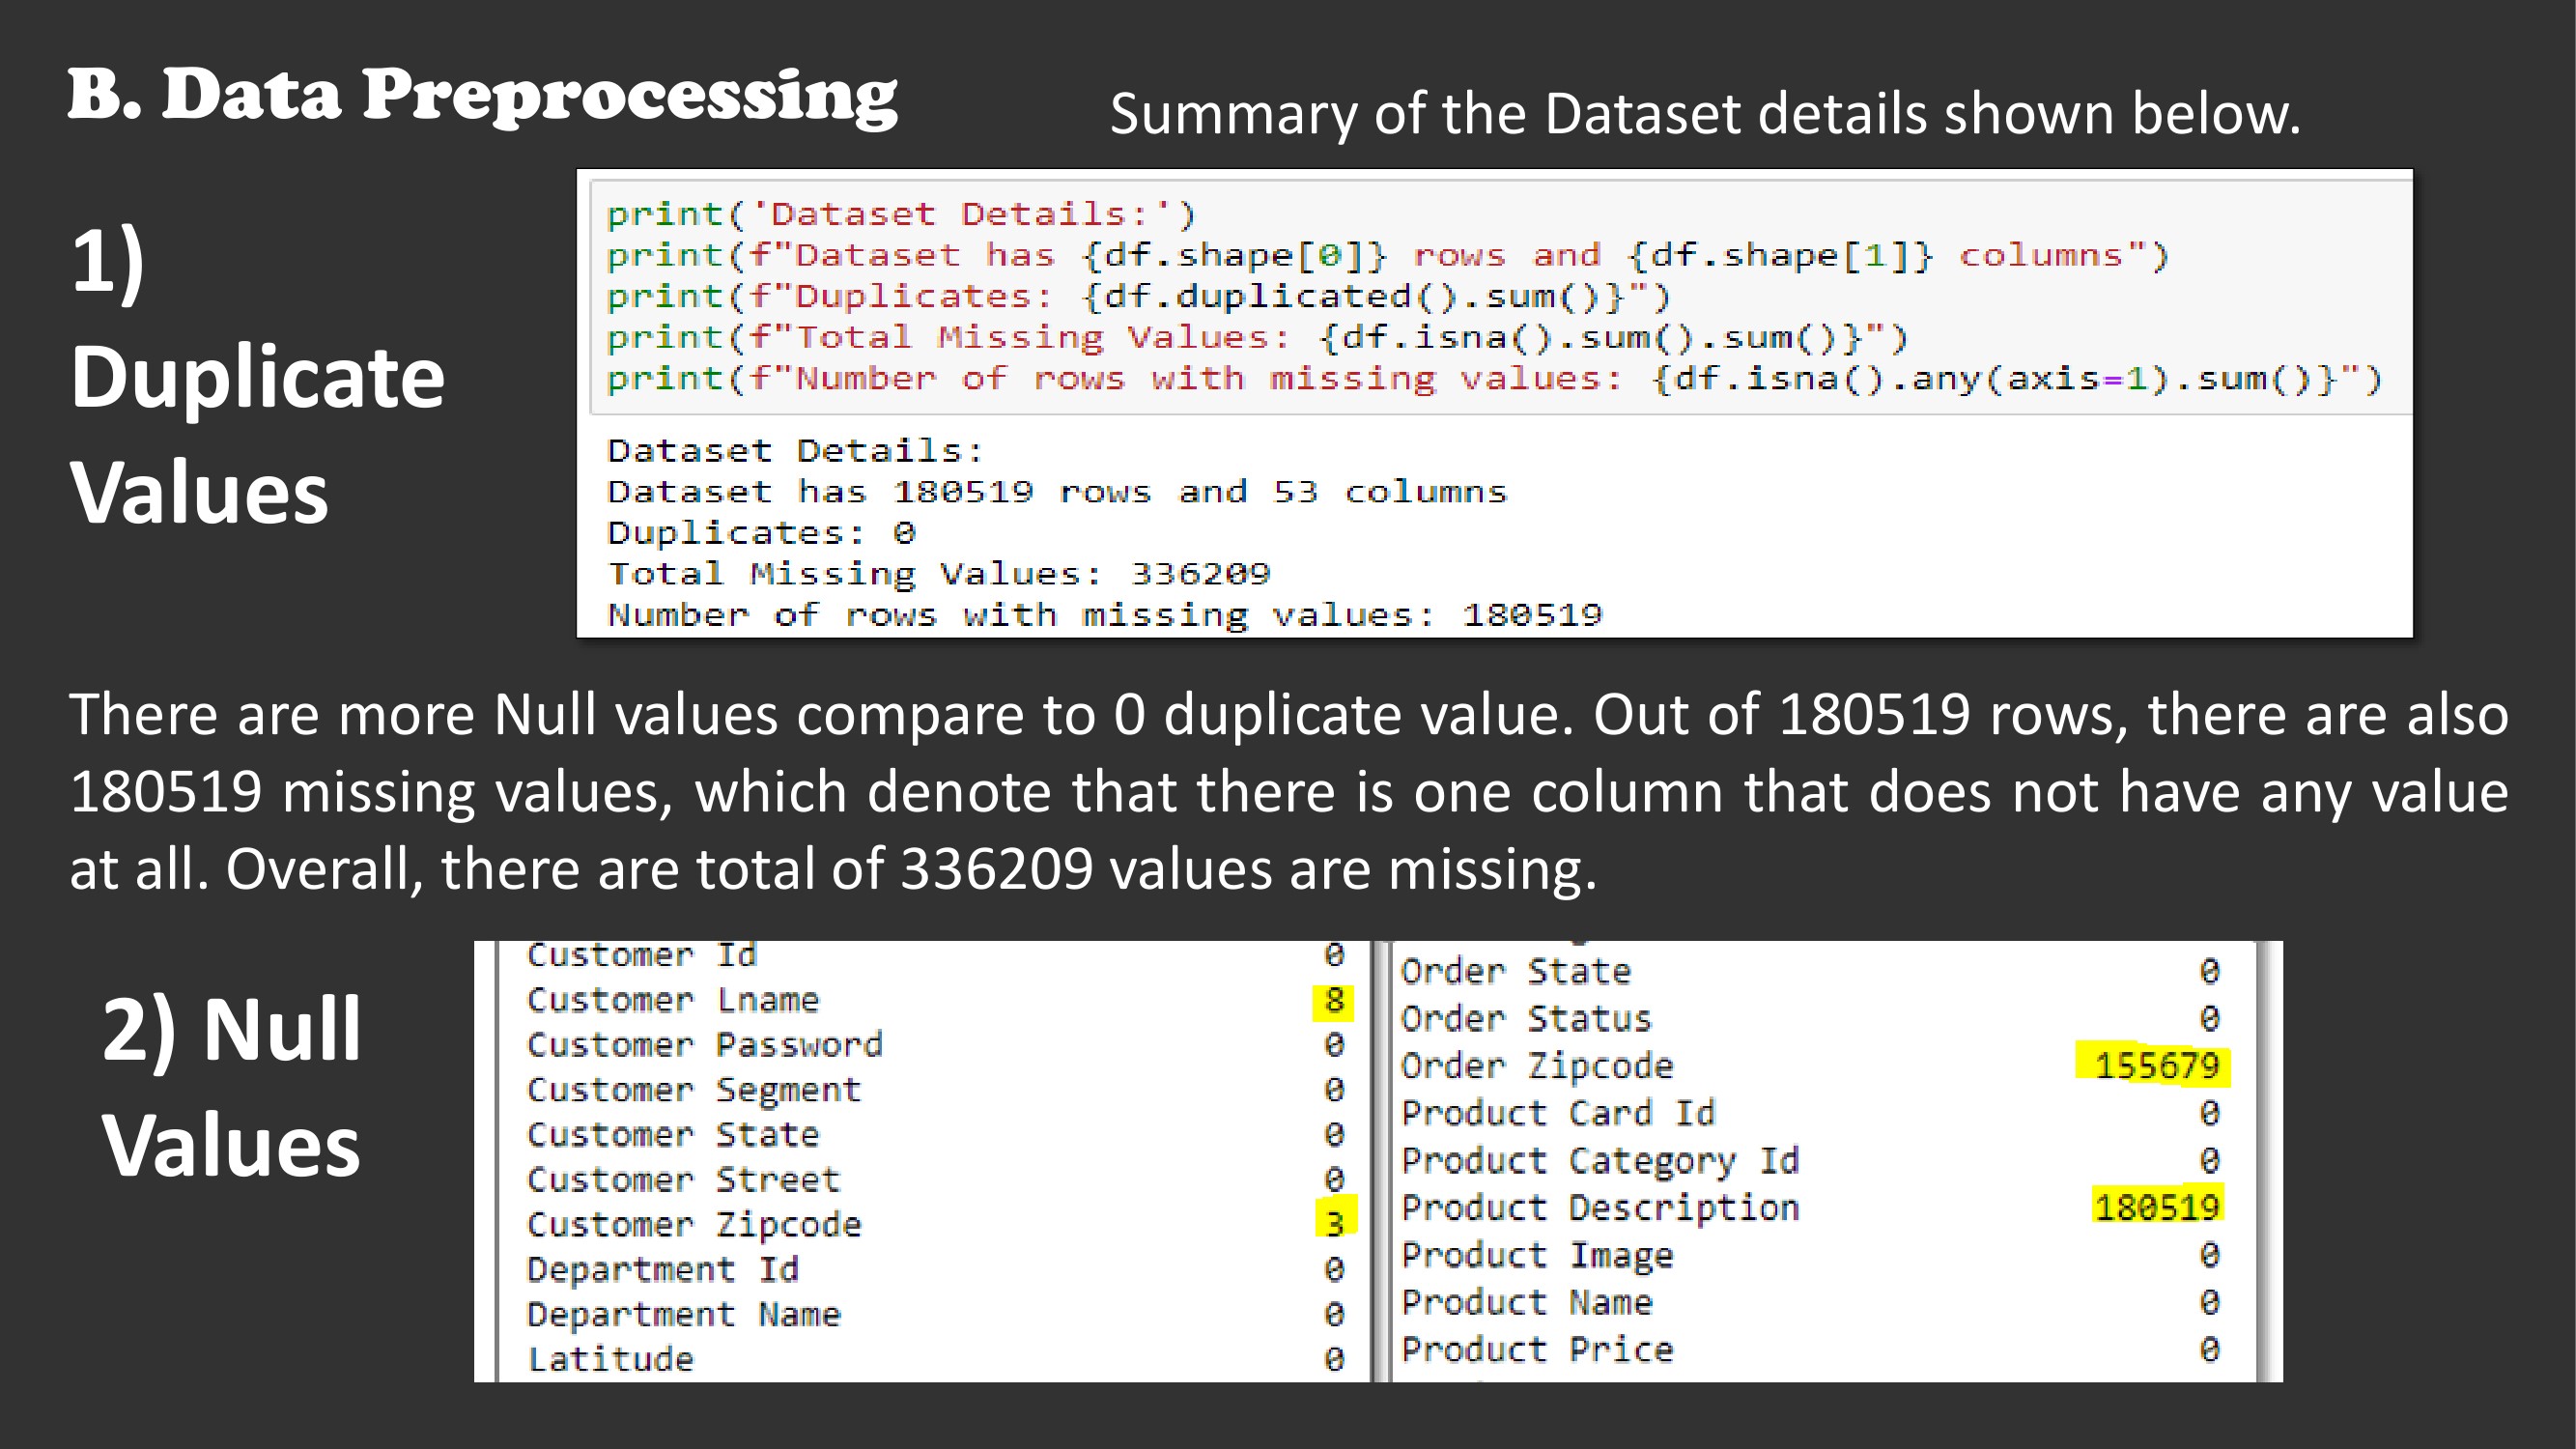 B. Data Preprocessing
Summary of the Dataset details shown below.
1)
Duplicate
Values
print('Dataset Details:')
print(f"Dataset has {df.shape[0]} rows and {df.shape[1]} columns")
print(f"Duplicates: {df.duplicated().sum()}")
print(f"Total Missing Values: {df.isna().sum().sum()}")
print(f"Number of rows with missing values: {df.isna().any(axis=1).sum()}")
Dataset Details:
Dataset has 180519 rows and 53 columns
Duplicates: 0
Total Missing Values: 336209
Number of rows with missing values: 180519
There are more Null values compare to 0 duplicate value. Out of 180519 rows, there are also
180519 missing values, which denote that there is one column that does not have any value
at all. Overall, there are total of 336209 values are missing.
2) Null
Values
Customer Id 0
Customer Lname 8
Customer Password 0
Customer Segment 0
Customer State 0
Customer Street 0
Customer Zipcode 3
Department Id 0
Department Name 0
Latitude 0
Order State 0
Order Status 0
Order Zipcode 155679
Product Card Id 0
Product Category Id 0
Product Description 180519
Product Image 0
Product Name 0
Product Price 0